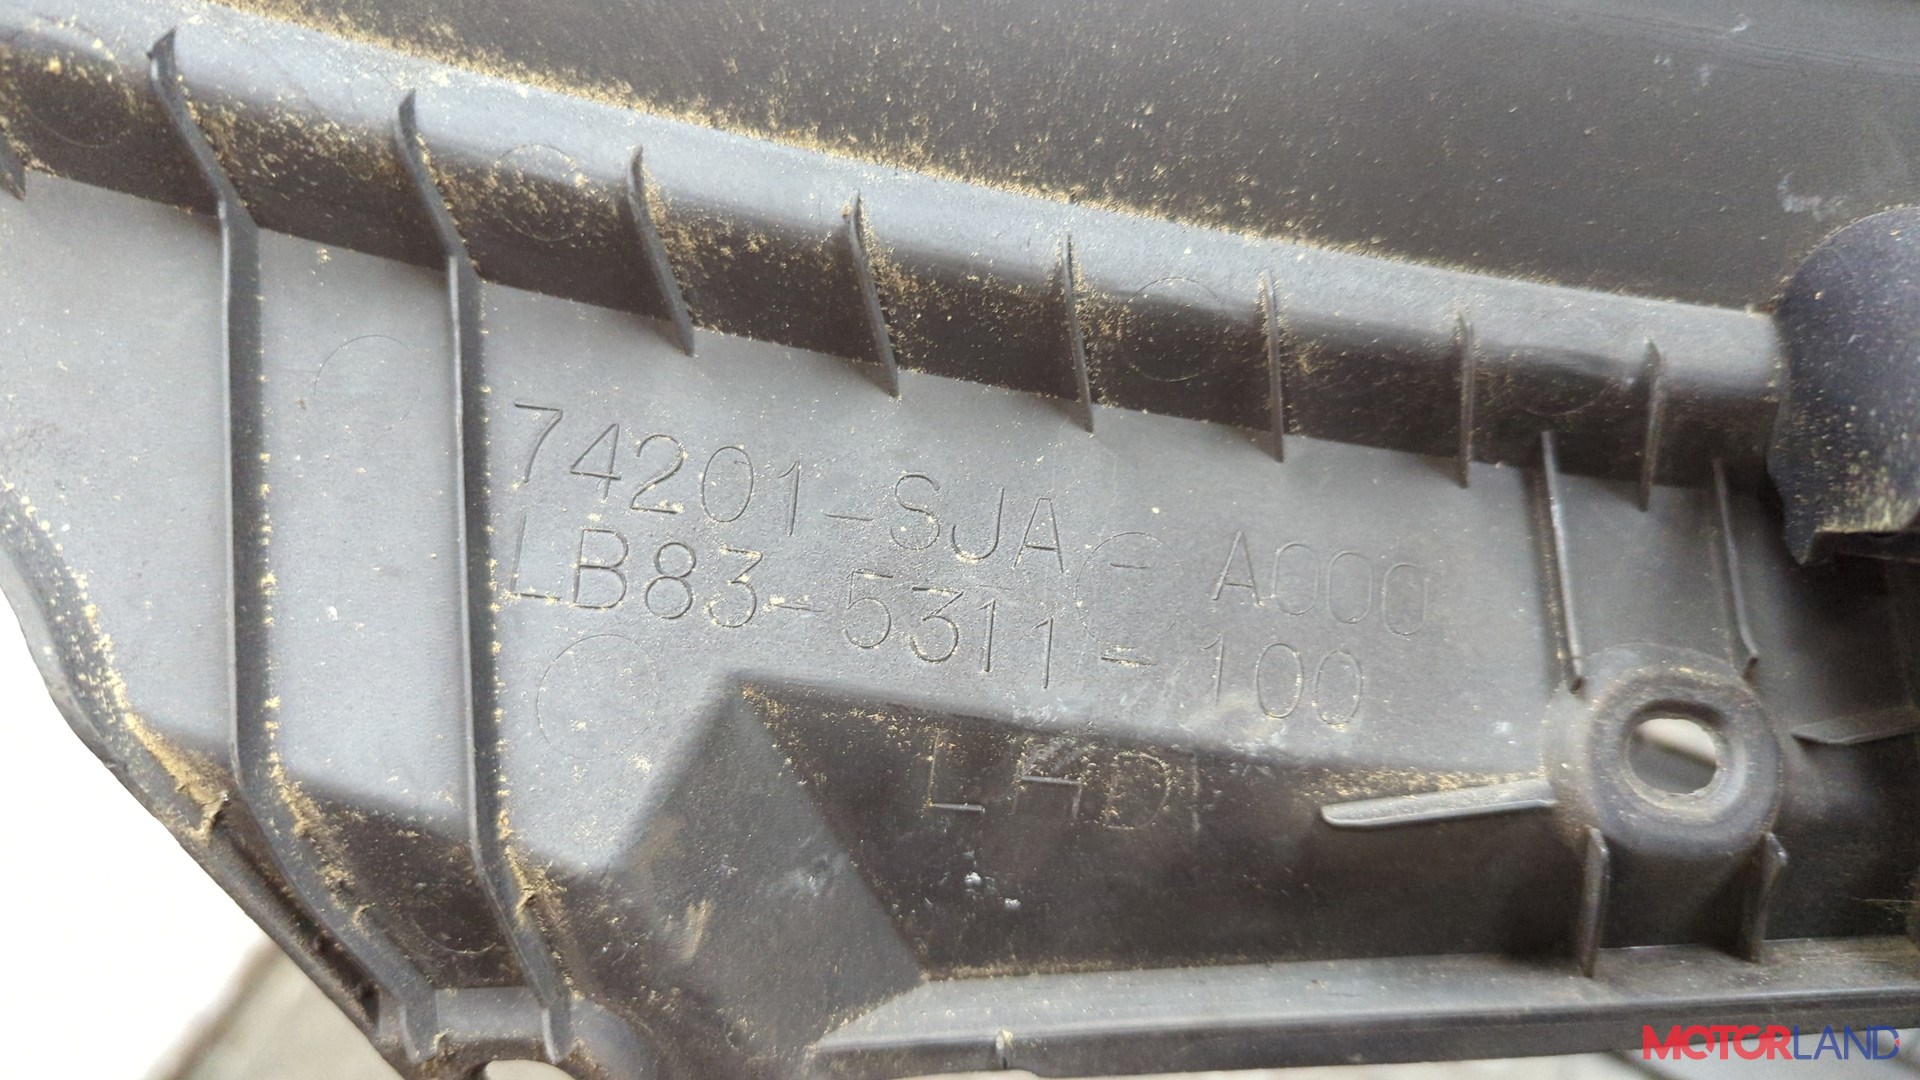 74201-SJA-A000
LB83-5311-100
LHD
MOTORLAND